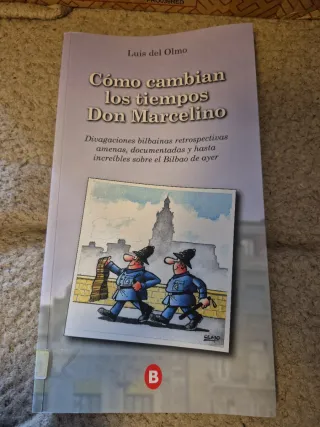 Luis del Olmo
Cómo cambian
los tiempos
Don Marcelino
Divagaciones bilbainas retrospectivas
amenas, documentadas y hasta
increíbles sobre el Bilbao de ayer
B